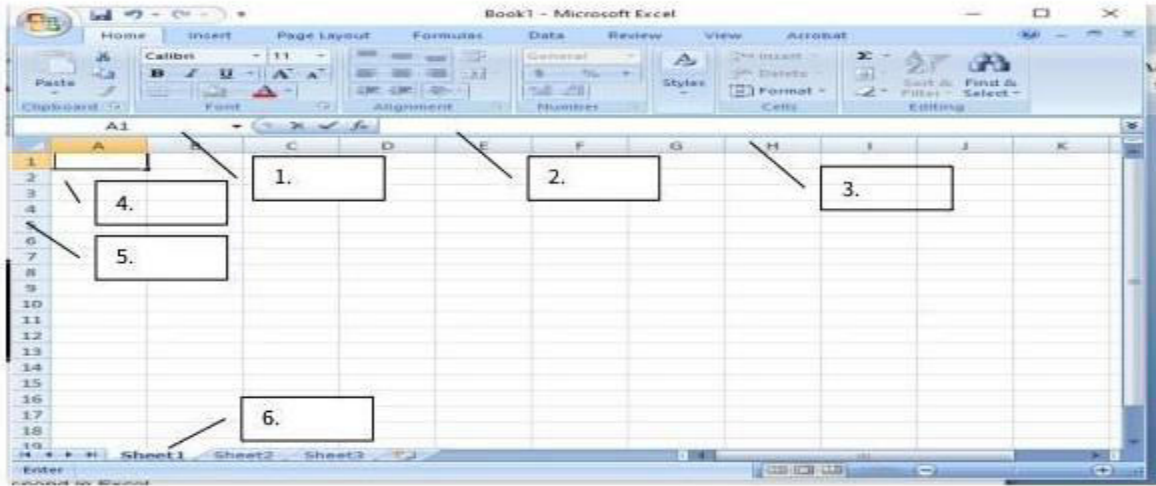 Book1 - Microsoft Excel
Home Insert Page Layout Formulas Data Review View Acrobat
Calibri 11 General Insert
Paste B I U A A $ % Styles Delete Sort & Find &
A Format Filter Select
Clipboard Font Alignment Number Cells Editing
A1 fx
A B C D E F G H I J K
1
2
3
4
5
6
7
8
9
10
11
12
13
14
15
16
17
18
19
1. 2. 3.
4.
5.
6.
Sheet1 Sheet2 Sheet3
Enter